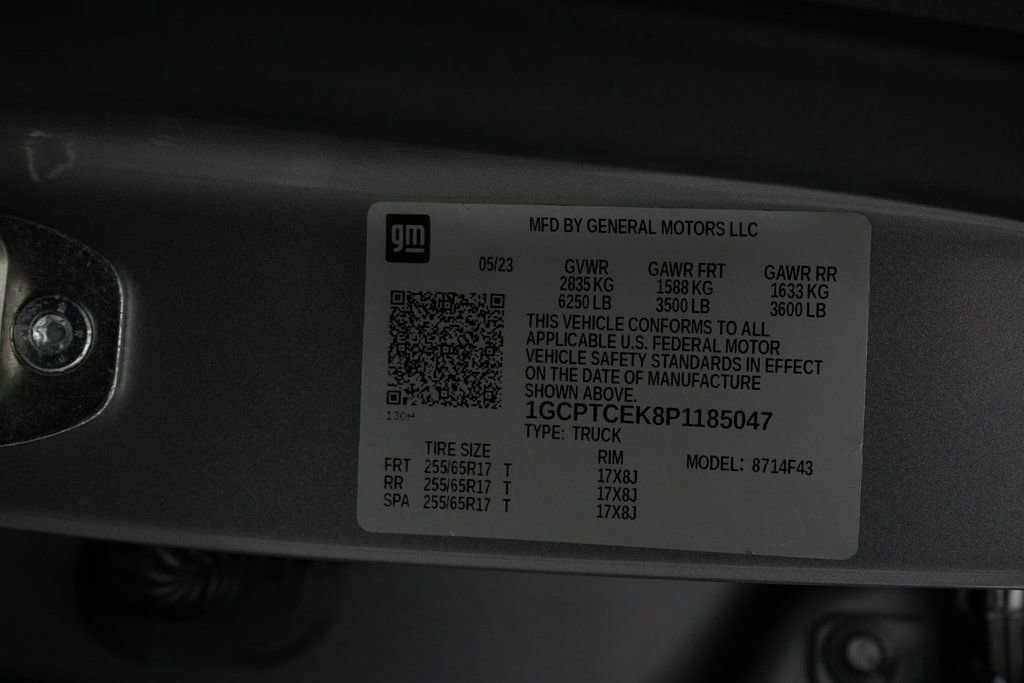 gm
MFD BY GENERAL MOTORS LLC
05/23 GVWR GAWR FRT GAWR RR
2835 KG 1588 KG 1633 KG
6250 LB 3500 LB 3600 LB
THIS VEHICLE CONFORMS TO ALL
APPLICABLE U.S. FEDERAL MOTOR
VEHICLE SAFETY STANDARDS IN EFFECT
ON THE DATE OF MANUFACTURE
SHOWN ABOVE.
1GCPTCEK8P1185047
130H
TYPE: TRUCK
TIRE SIZE RIM MODEL: 8714F43
FRT 255/65R17 T 17X8J
RR 255/65R17 T 17X8J
SPA 255/65R17 T 17X8J